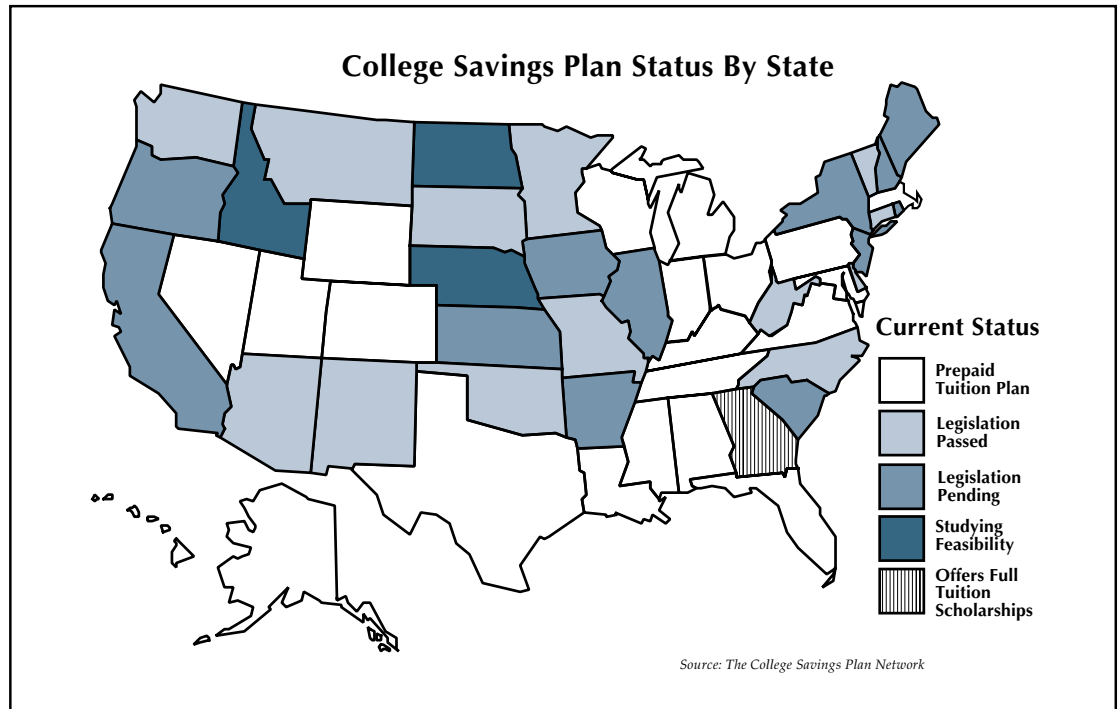 College Savings Plan Status By State
Current Status
Prepaid
Tuition Plan
Legislation
Passed
Legislation
Pending
Studying
Feasibility
Offers Full
Tuition
Scholarships
Source: The College Savings Plan Network